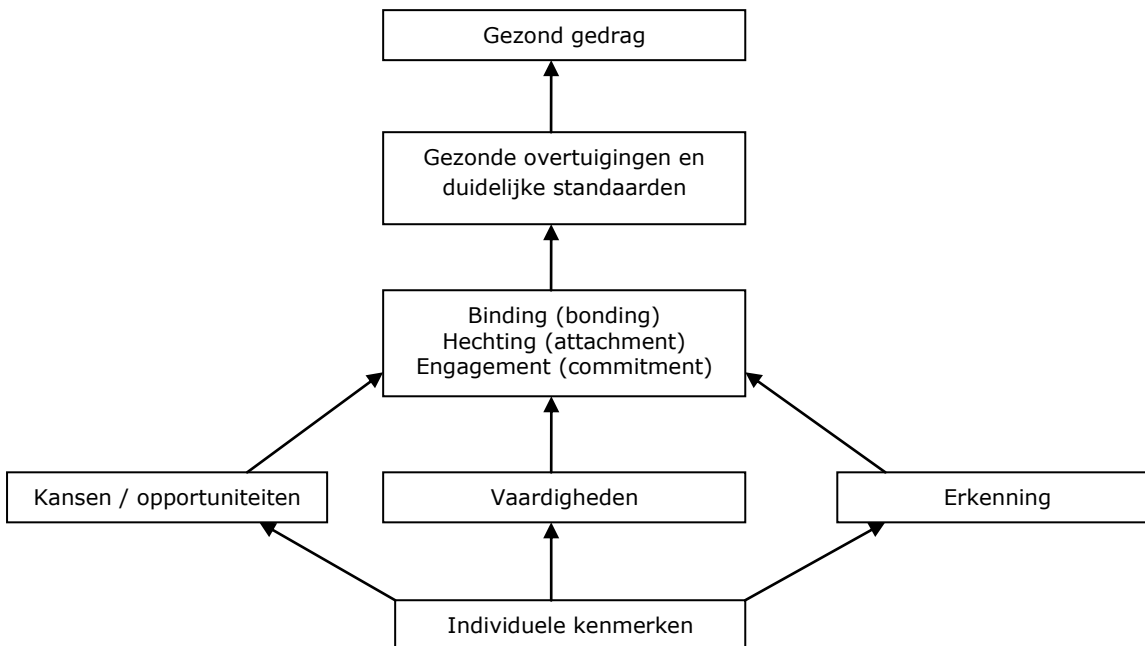 Gezond gedrag
Gezonde overtuigingen en
duidelijke standaarden
Binding (bonding)
Hechting (attachment)
Engagement (commitment)
Kansen / opportuniteiten
Vaardigheden
Erkenning
Individuele kenmerken